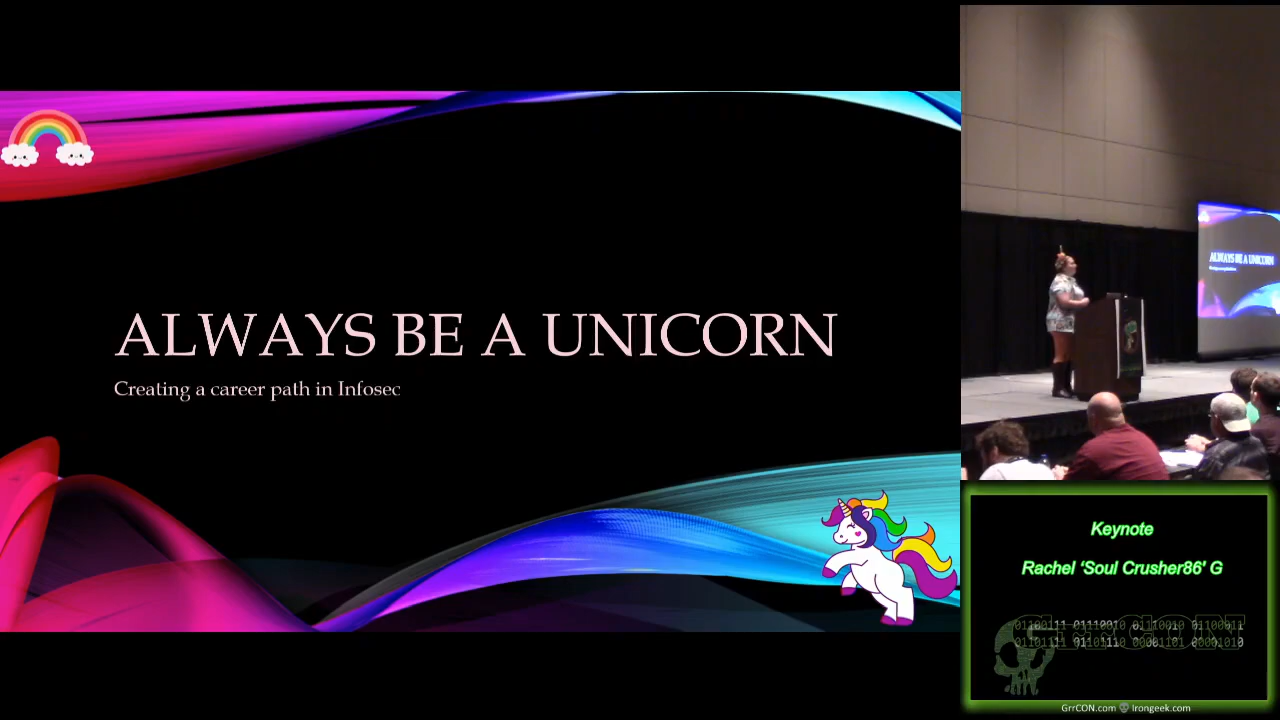 ALWAYS BE A UNICORN
Creating a career path in Infosec
ALWAYS BE A UNICORN
Keynote
Rachel ‘Soul Crusher86’ G
GrrCON
GrrCON.com Irongeek.com